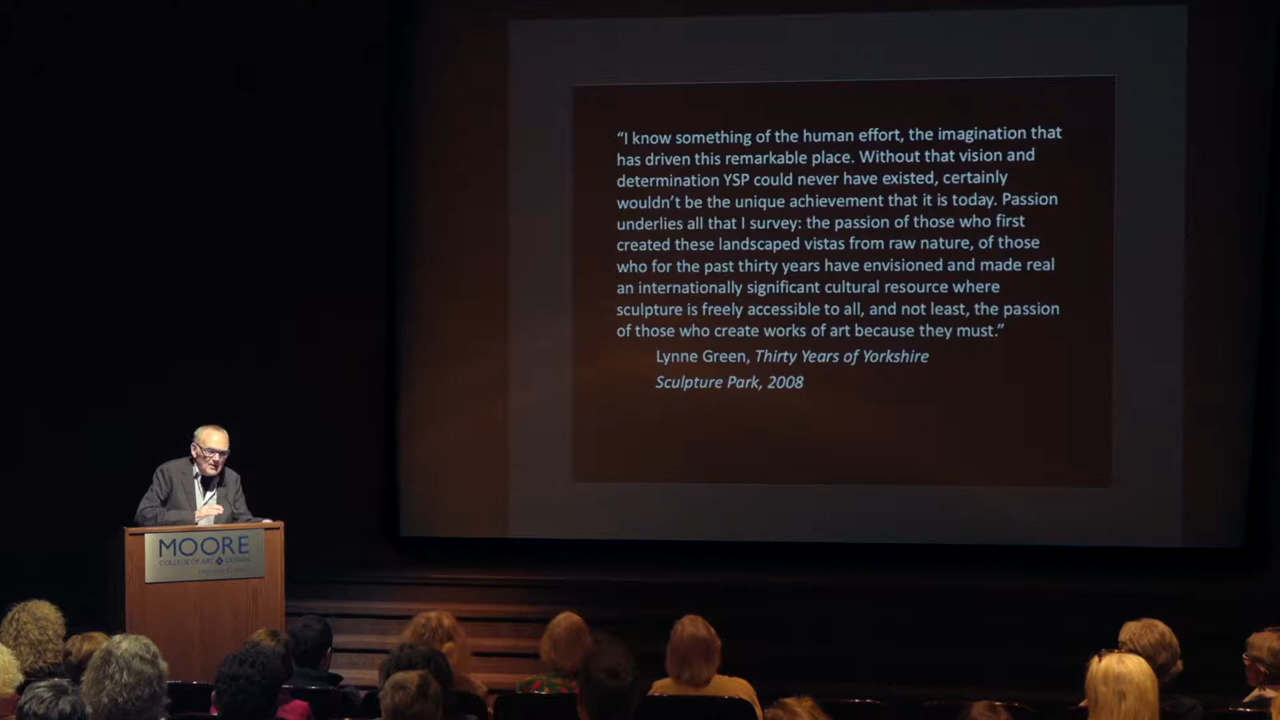 “I know something of the human effort, the imagination that
has driven this remarkable place. Without that vision and
determination YSP could never have existed, certainly
wouldn’t be the unique achievement that it is today. Passion
underlies all that I survey: the passion of those who first
created these landscaped vistas from raw nature, of those
who for the past thirty years have envisioned and made real
an internationally significant cultural resource where
sculpture is freely accessible to all, and not least, the passion
of those who create works of art because they must.”
Lynne Green, Thirty Years of Yorkshire
Sculpture Park, 2008
MOORE
COLLEGE OF ART & DESIGN